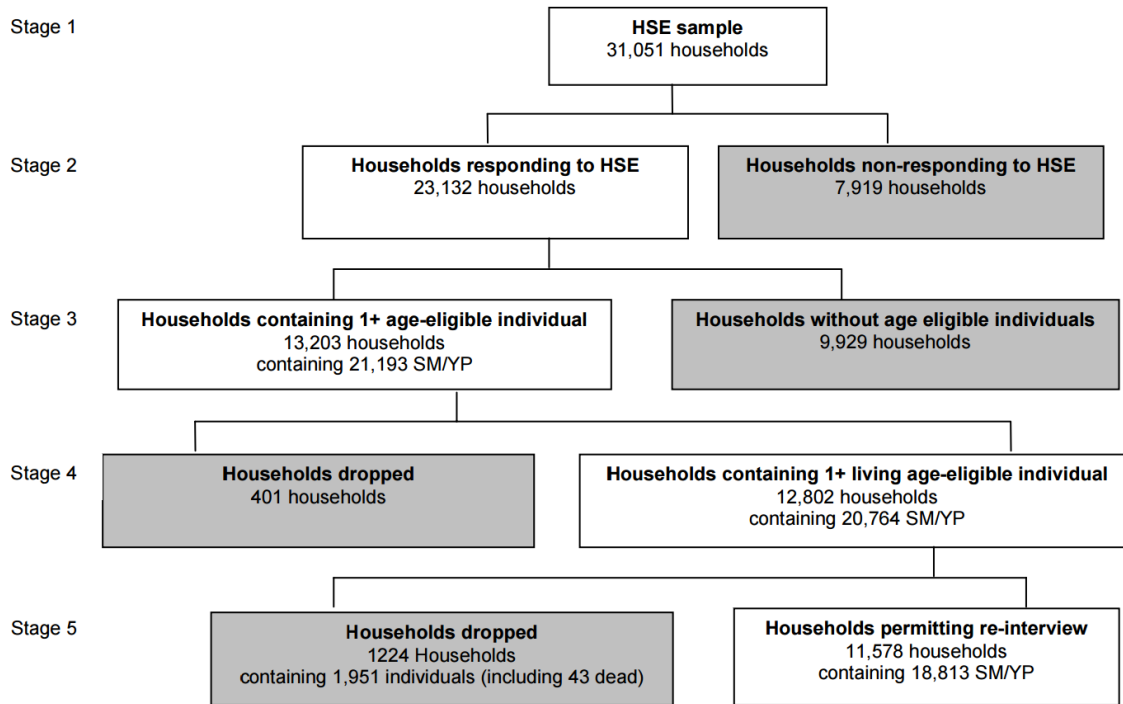 Stage 1
HSE sample
31,051 households
Stage 2
Households responding to HSE
23,132 households
Households non-responding to HSE
7,919 households
Stage 3
Households containing 1+ age-eligible individual
13,203 households
containing 21,193 SM/YP
Households without age eligible individuals
9,929 households
Stage 4
Households dropped
401 households
Households containing 1+ living age-eligible individual
12,802 households
containing 20,764 SM/YP
Stage 5
Households dropped
1224 Households
containing 1,951 individuals (including 43 dead)
Households permitting re-interview
11,578 households
containing 18,813 SM/YP